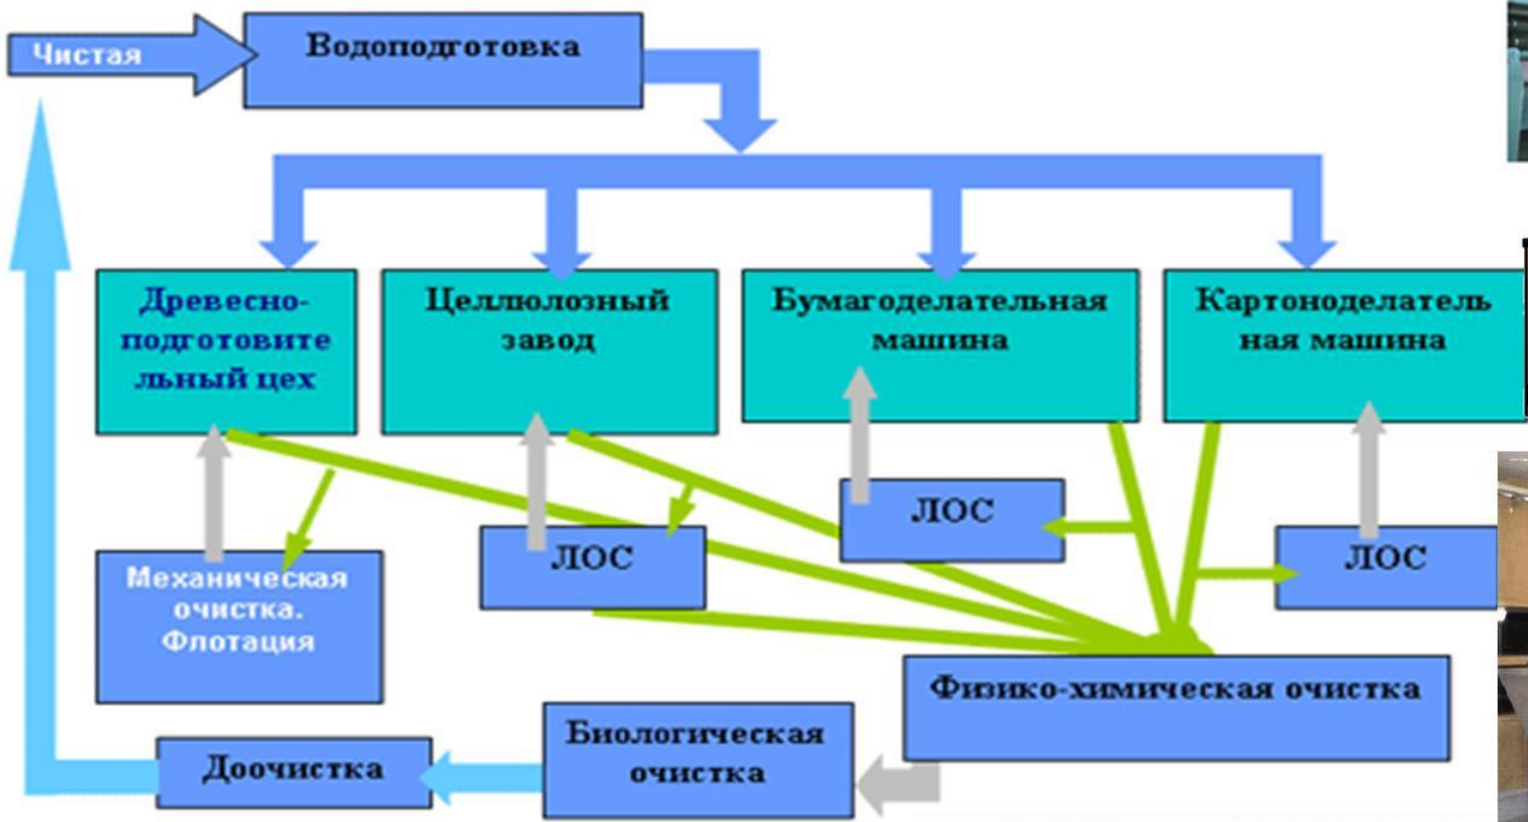 Чистая
Водоподготовка
Древесно-
подготовите
льный цех
Целлюлозный
завод
Бумагоделательная
машина
Картоноделатель
ная машина
ЛОС
ЛОС
ЛОС
Механическая
очистка.
Флотация
Физико-химическая очистка
Биологическая
очистка
Доочистка